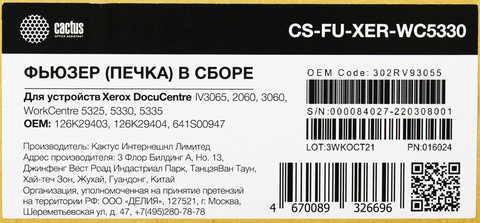 cactus
OFFICE ASSISTANT
CS-FU-XER-WC5330
ФЬЮЗЕР (ПЕЧКА) В СБОРЕ
Для устройств Xerox DocuCentre IV3065, 2060, 3060,
WorkCentre 5325, 5330, 5335
OEM: 126K29403, 126K29404, 641S00947
OEM Code: 302RV93055
S/N:000084027-220308001
LOT:3WKOCT21 PN:016024
Производитель: Кактус Интернешнл Лимитед
Адрес производителя: 3 Флор Билдинг А, Но. 13,
Джинфенг Вест Роад Индастриал Парк, ТанцзяВан Таун,
Хай-теч Зон, Жухай, Гуандонг, Китай
Организация, уполномоченная на принятие претензий
на территории РФ: ООО "ДЕЛИЯ", 127521, г. Москва,
Шереметьевская ул., д. 47, +7(495)280-78-78
4 670089 326696